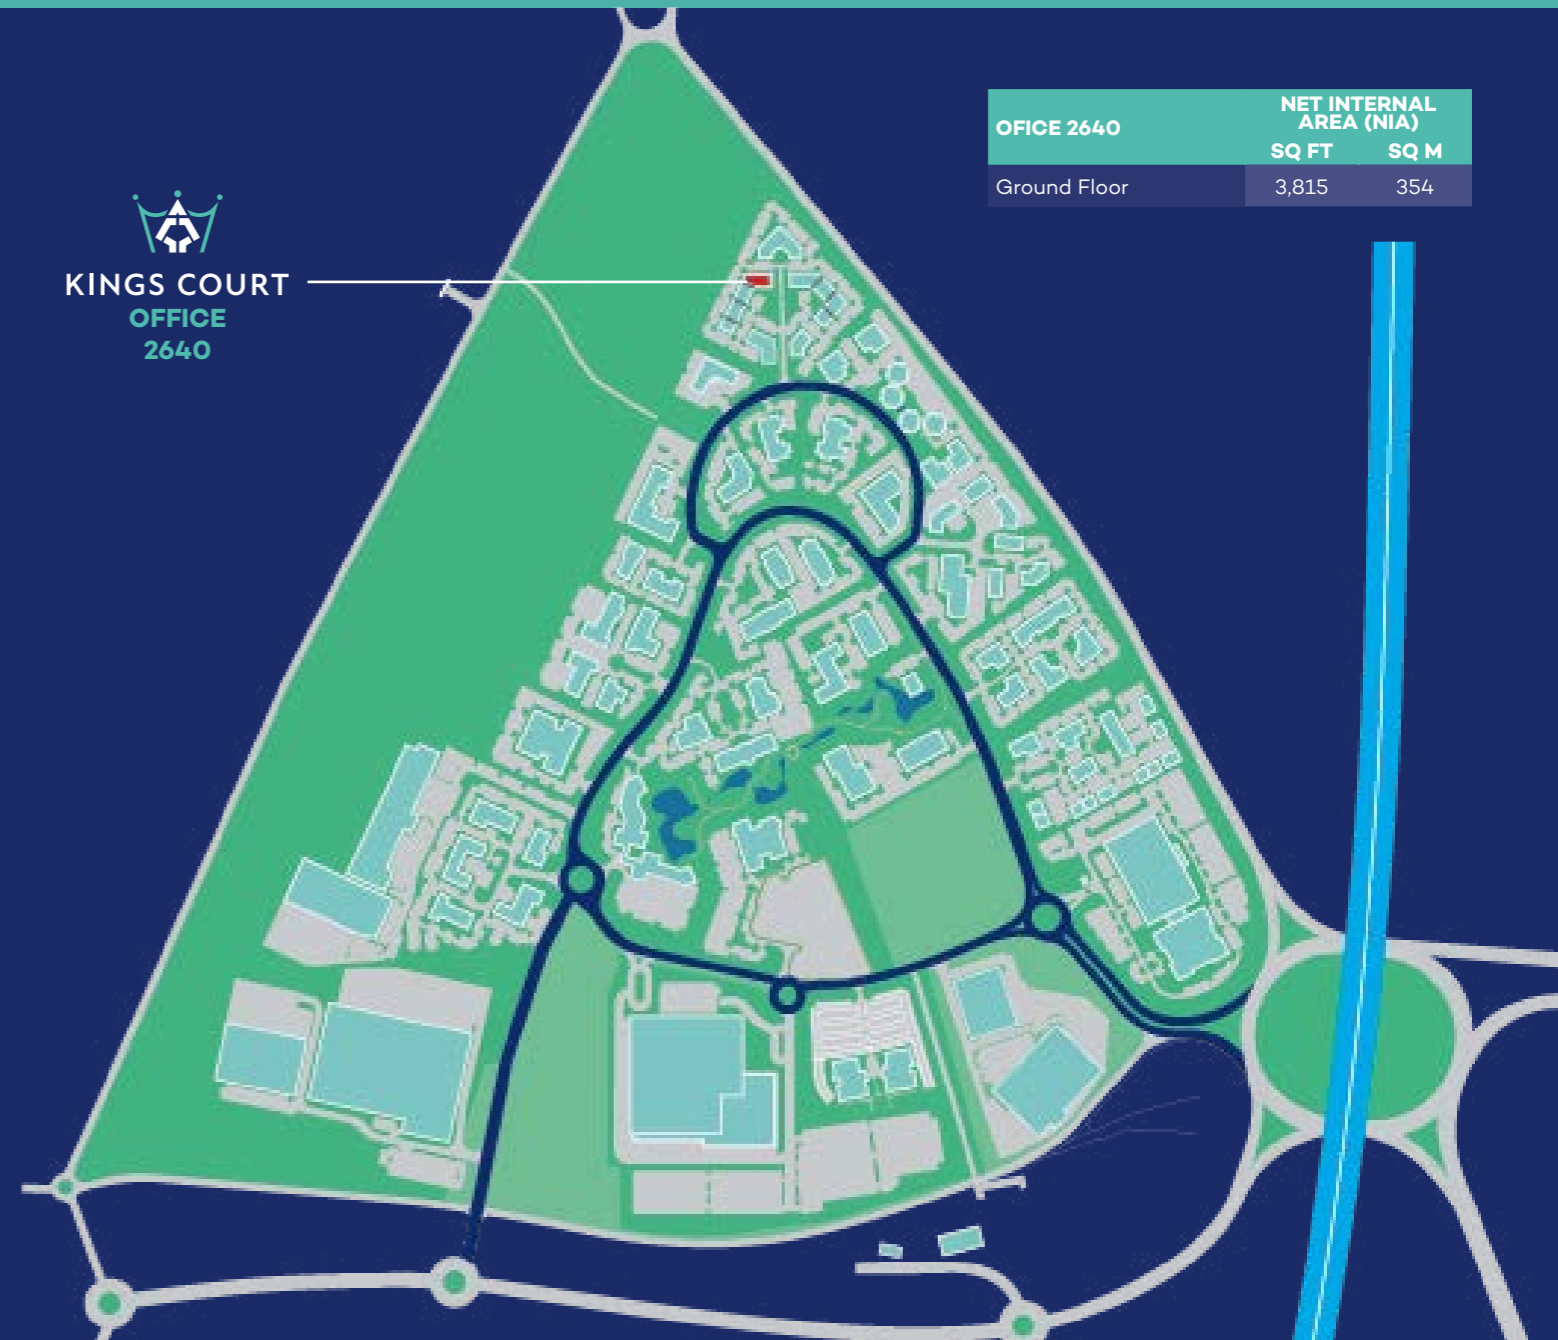 OFICE 2640
NET INTERNAL
AREA (NIA)
SQ FT SQ M
Ground Floor 3,815 354
KINGS COURT
OFFICE
2640